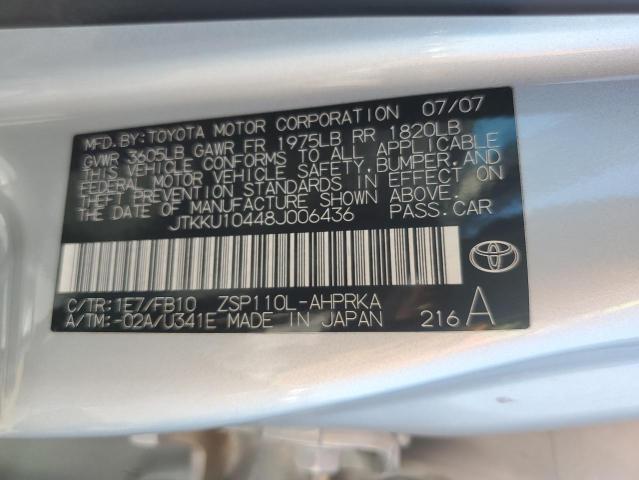 MFD.BY:TOYOTA MOTOR CORPORATION 07/07
GVWR 3605LB GAWR FR 1975LB RR 1820LB
THIS VEHICLE CONFORMS TO ALL APPLICABLE
FEDERAL MOTOR VEHICLE SAFETY,BUMPER,AND
THEFT PREVENTION STANDARDS IN EFFECT ON
THE DATE OF MANUFACTURE SHOWN ABOVE.
JTKKU10448J006436 PASS.CAR
C/TR:1E7/FB10 ZSP110L-AHPRKA
A/TM:-02A/U341E MADE IN JAPAN 216 A